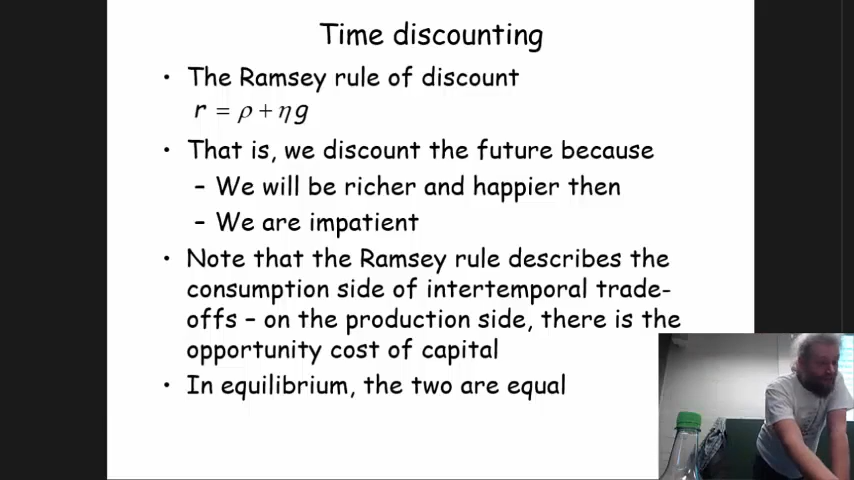 Time discounting
• The Ramsey rule of discount
r = ρ + ηg
• That is, we discount the future because
– We will be richer and happier then
– We are impatient
• Note that the Ramsey rule describes the
consumption side of intertemporal trade-
offs – on the production side, there is the
opportunity cost of capital
• In equilibrium, the two are equal